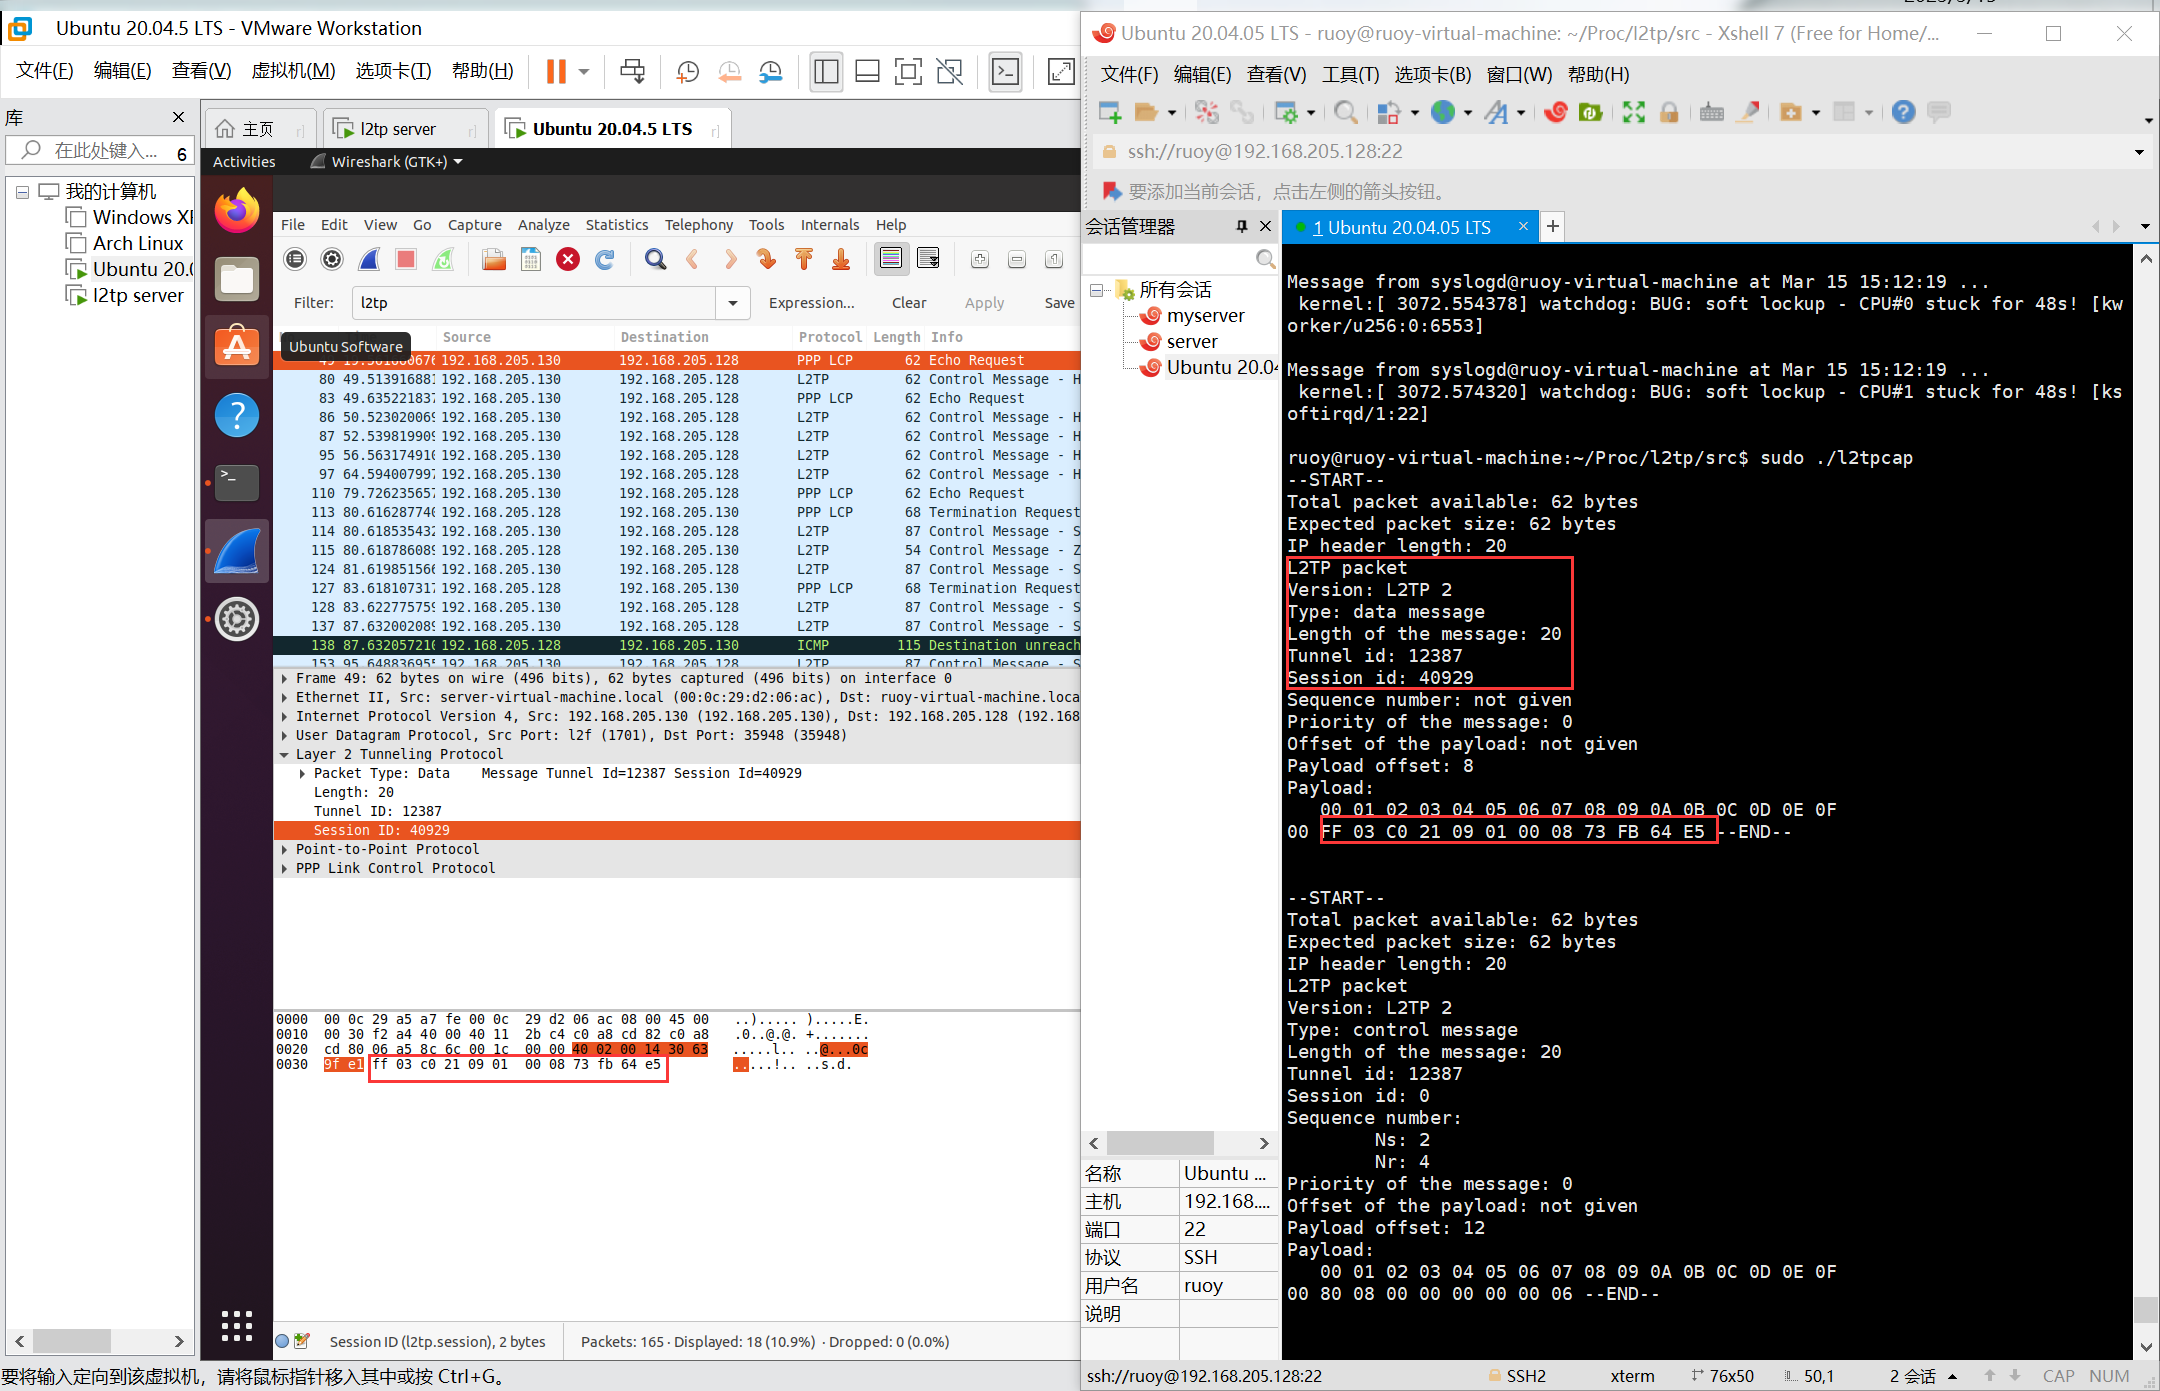 Ubuntu 20.04.5 LTS - VMware Workstation
文件(F) 编辑(E) 查看(V) 虚拟机(M) 选项卡(T) 帮助(H)
库
在此处键入... 6
我的计算机
Windows XP
Arch Linux
Ubuntu 20.0
l2tp server
主页
l2tp server
Ubuntu 20.04.5 LTS
Activities
Wireshark (GTK+)
File Edit View Go Capture Analyze Statistics Telephony Tools Internals Help
Filter: l2tp Expression... Clear Apply Save
Source Destination Protocol Length Info
Ubuntu Software
192.168.205.130 192.168.205.128 PPP LCP 62 Echo Request
80 49.513916881 192.168.205.130 192.168.205.128 L2TP 62 Control Message - H
83 49.635221837 192.168.205.130 192.168.205.128 PPP LCP 62 Echo Request
86 50.523020069 192.168.205.130 192.168.205.128 L2TP 62 Control Message - H
87 52.539819909 192.168.205.130 192.168.205.128 L2TP 62 Control Message - H
95 56.563174910 192.168.205.130 192.168.205.128 L2TP 62 Control Message - H
97 64.594007997 192.168.205.130 192.168.205.128 L2TP 62 Control Message - H
110 79.726235657 192.168.205.130 192.168.205.128 PPP LCP 62 Echo Request
113 80.616287740 192.168.205.128 192.168.205.130 PPP LCP 68 Termination Request
114 80.618535432 192.168.205.130 192.168.205.128 L2TP 87 Control Message - S
115 80.618786089 192.168.205.128 192.168.205.130 L2TP 54 Control Message - Z
124 81.619851566 192.168.205.130 192.168.205.128 L2TP 87 Control Message - S
127 83.618107317 192.168.205.128 192.168.205.130 PPP LCP 68 Termination Request
128 83.622775759 192.168.205.130 192.168.205.128 L2TP 87 Control Message - S
137 87.632002089 192.168.205.130 192.168.205.128 L2TP 87 Control Message - S
138 87.632057210 192.168.205.128 192.168.205.130 ICMP 115 Destination unreach
153 95.648836955 192.168.205.130 192.168.205.128 L2TP 87 Control Message - S
Frame 49: 62 bytes on wire (496 bits), 62 bytes captured (496 bits) on interface 0
Ethernet II, Src: server-virtual-machine.local (00:0c:29:d2:06:ac), Dst: ruoy-virtual-machine.loca
Internet Protocol Version 4, Src: 192.168.205.130 (192.168.205.130), Dst: 192.168.205.128 (192.168
User Datagram Protocol, Src Port: l2f (1701), Dst Port: 35948 (35948)
Layer 2 Tunneling Protocol
Packet Type: Data Message Tunnel Id=12387 Session Id=40929
Length: 20
Tunnel ID: 12387
Session ID: 40929
Point-to-Point Protocol
PPP Link Control Protocol
0000 00 0c 29 a5 a7 fe 00 0c 29 d2 06 ac 08 00 45 00 ..)..... ).....E.
0010 00 30 f2 a4 40 00 40 11 2b c4 c0 a8 cd 82 c0 a8 .0..@.@. +.......
0020 cd 80 06 a5 8c 6c 00 1c 00 00 40 02 00 14 30 63 .....l.. ..@...0c
0030 9f e1 ff 03 c0 21 09 01 00 08 73 fb 64 e5 .....!.. ..s.d.
Session ID (l2tp.session), 2 bytes
Packets: 165 · Displayed: 18 (10.9%) · Dropped: 0 (0.0%)
要将输入定向到该虚拟机，请将鼠标指针移入其中或按 Ctrl+G。
Ubuntu 20.04.05 LTS - ruoy@ruoy-virtual-machine: ~/Proc/l2tp/src - Xshell 7 (Free for Home/...
文件(F) 编辑(E) 查看(V) 工具(T) 选项卡(B) 窗口(W) 帮助(H)
ssh://ruoy@192.168.205.128:22
要添加当前会话，点击左侧的箭头按钮。
会话管理器
所有会话
myserver
server
Ubuntu 20.04
名称 Ubuntu ...
主机 192.168....
端口 22
协议 SSH
用户名 ruoy
说明
1 Ubuntu 20.04.05 LTS
Message from syslogd@ruoy-virtual-machine at Mar 15 15:12:19 ...
kernel:[ 3072.554378] watchdog: BUG: soft lockup - CPU#0 stuck for 48s! [kw
orker/u256:0:6553]
Message from syslogd@ruoy-virtual-machine at Mar 15 15:12:19 ...
kernel:[ 3072.574320] watchdog: BUG: soft lockup - CPU#1 stuck for 48s! [ks
oftirqd/1:22]
ruoy@ruoy-virtual-machine:~/Proc/l2tp/src$ sudo ./l2tpcap
--START--
Total packet available: 62 bytes
Expected packet size: 62 bytes
IP header length: 20
L2TP packet
Version: L2TP 2
Type: data message
Length of the message: 20
Tunnel id: 12387
Session id: 40929
Sequence number: not given
Priority of the message: 0
Offset of the payload: not given
Payload offset: 8
Payload:
00 01 02 03 04 05 06 07 08 09 0A 0B 0C 0D 0E 0F
00 FF 03 C0 21 09 01 00 08 73 FB 64 E5 --END--
--START--
Total packet available: 62 bytes
Expected packet size: 62 bytes
IP header length: 20
L2TP packet
Version: L2TP 2
Type: control message
Length of the message: 20
Tunnel id: 12387
Session id: 0
Sequence number:
Ns: 2
Nr: 4
Priority of the message: 0
Offset of the payload: not given
Payload offset: 12
Payload:
00 01 02 03 04 05 06 07 08 09 0A 0B 0C 0D 0E 0F
00 80 08 00 00 00 00 00 06 --END--
ssh://ruoy@192.168.205.128:22 SSH2 xterm 76x50 50,1 2 会话 CAP NUM